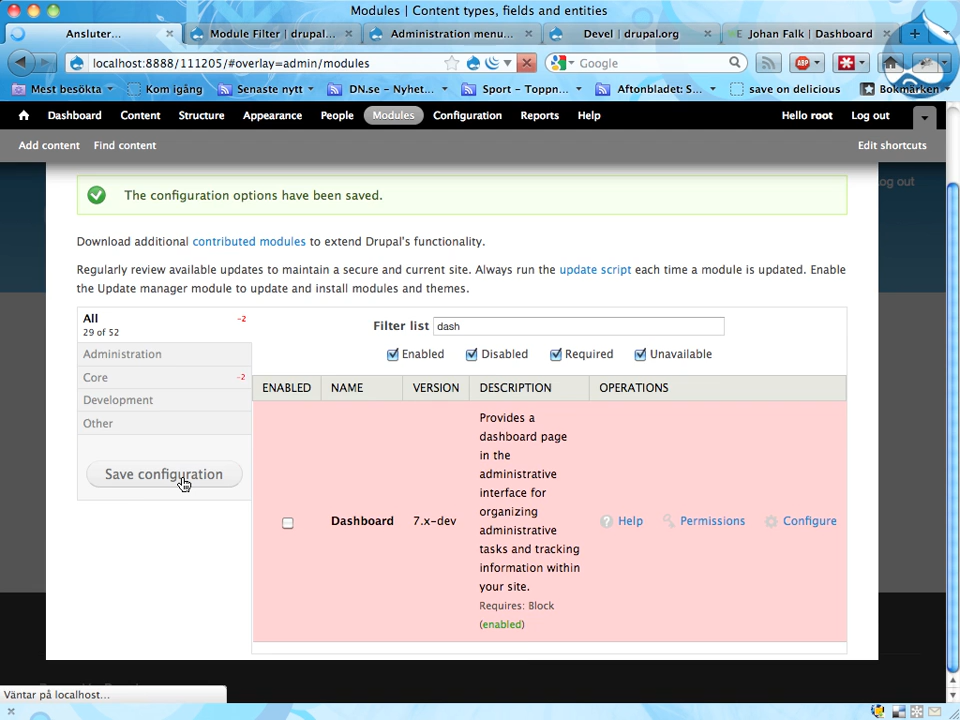 Modules | Content types, fields and entities
Ansluter...
Module Filter | drupal...
Administration menu...
Devel | drupal.org
Johan Falk | Dashboard
localhost:8888/111205/#overlay=admin/modules
Google
ABP
Mest besökta
Kom igång
Senaste nytt
DN.se – Nyhet...
Sport – Toppn...
Aftonbladet: S...
save on delicious
Bokmärken
Dashboard
Content
Structure
Appearance
People
Modules
Configuration
Reports
Help
Hello root
Log out
Add content
Find content
Edit shortcuts
Log out
The configuration options have been saved.
Download additional contributed modules to extend Drupal's functionality.
Regularly review available updates to maintain a secure and current site. Always run the update script each time a module is updated. Enable
the Update manager module to update and install modules and themes.
All
-2
29 of 52
Administration
Core
-2
Development
Other
Save configuration
Filter list
dash
Enabled
Disabled
Required
Unavailable
ENABLED
NAME
VERSION
DESCRIPTION
OPERATIONS
Dashboard
7.x-dev
Provides a
dashboard page
in the
administrative
interface for
organizing
administrative
tasks and tracking
information within
your site.
Requires: Block
(enabled)
Help
Permissions
Configure
Väntar på localhost...